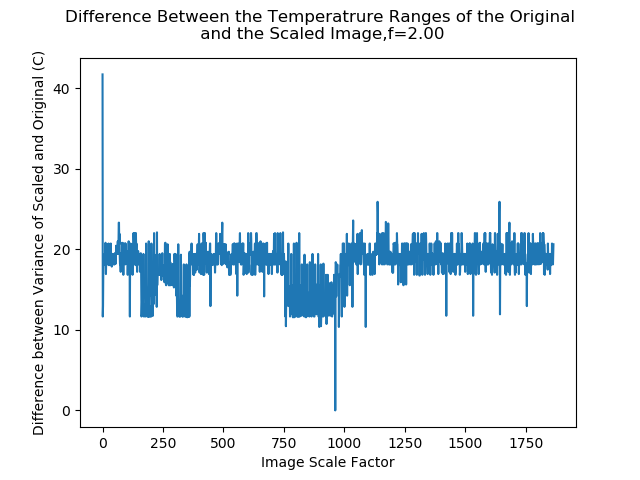 Difference Between the Temperatrure Ranges of the Original
and the Scaled Image,f=2.00
Difference between Variance of Scaled and Original (C)
40
30
20
10
0
0 250 500 750 1000 1250 1500 1750
Image Scale Factor